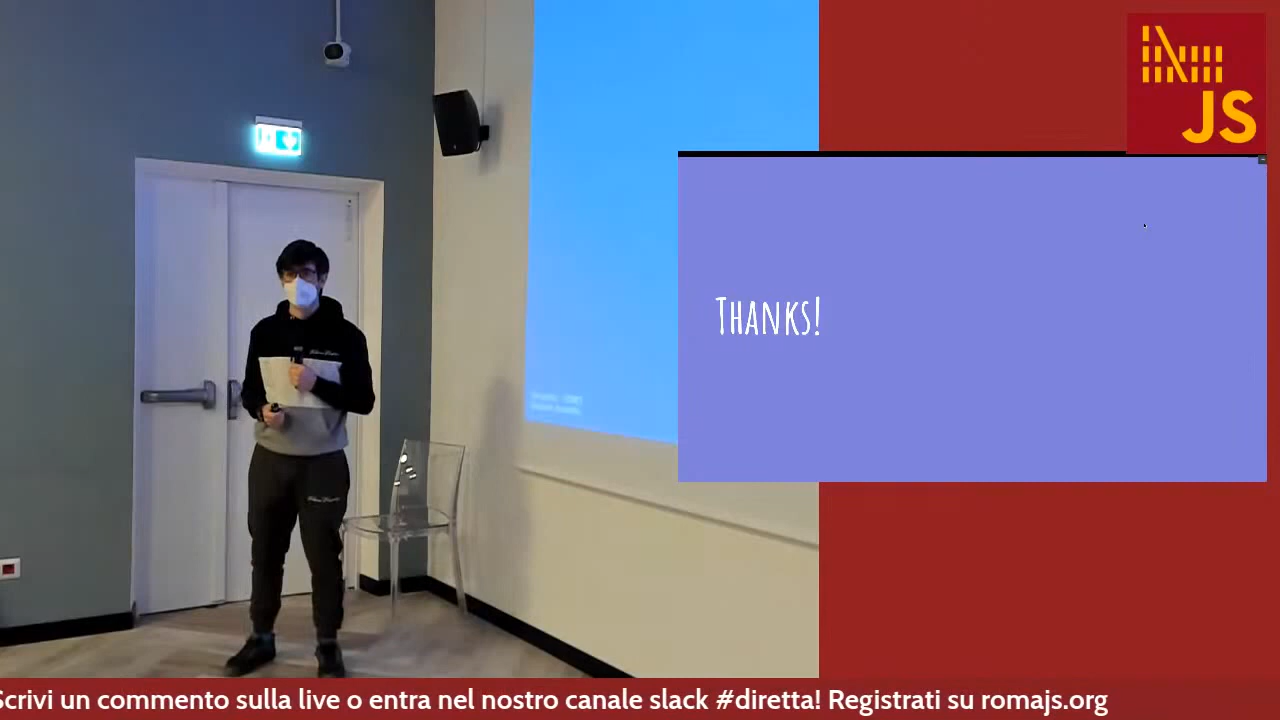 JS
THANKS!
Scrivi un commento sulla live o entra nel nostro canale slack #diretta! Registrati su romajs.org